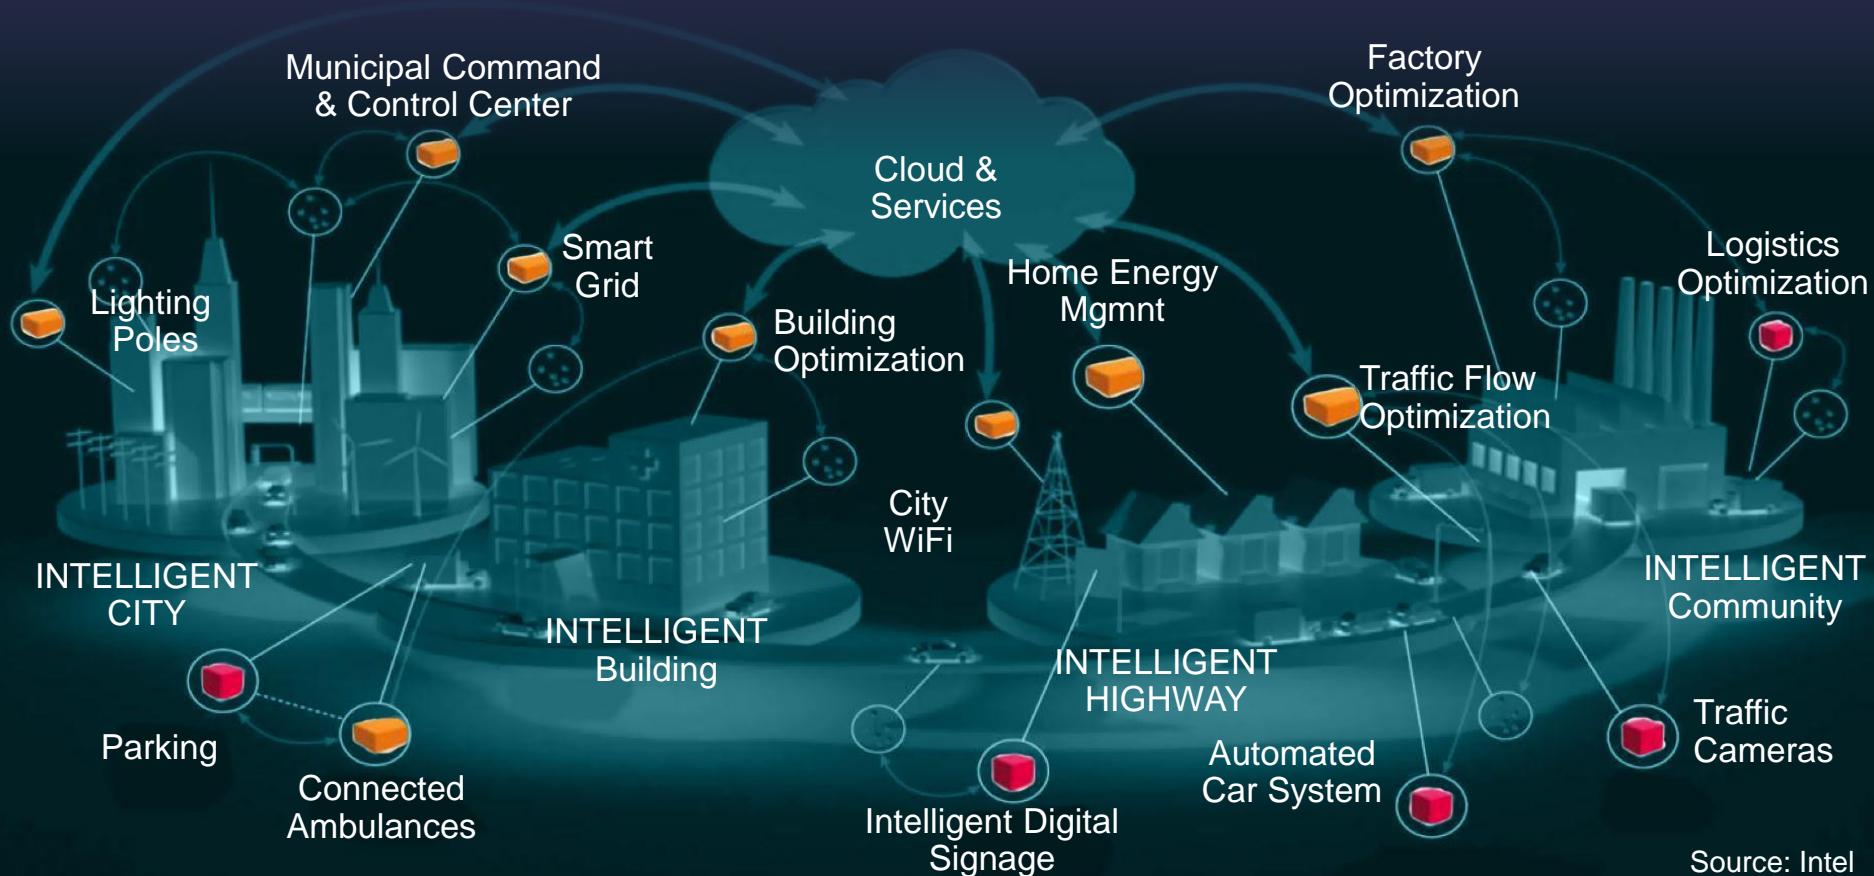 Municipal Command
& Control Center
Factory
Optimization
Cloud &
Services
Smart
Grid
Logistics
Optimization
Home Energy
Mgmnt
Lighting
Poles
Building
Optimization
Traffic Flow
Optimization
City
WiFi
INTELLIGENT
CITY
INTELLIGENT
Community
INTELLIGENT
Building
INTELLIGENT
HIGHWAY
Parking
Traffic
Cameras
Automated
Car System
Connected
Ambulances
Intelligent Digital
Signage
Source: Intel